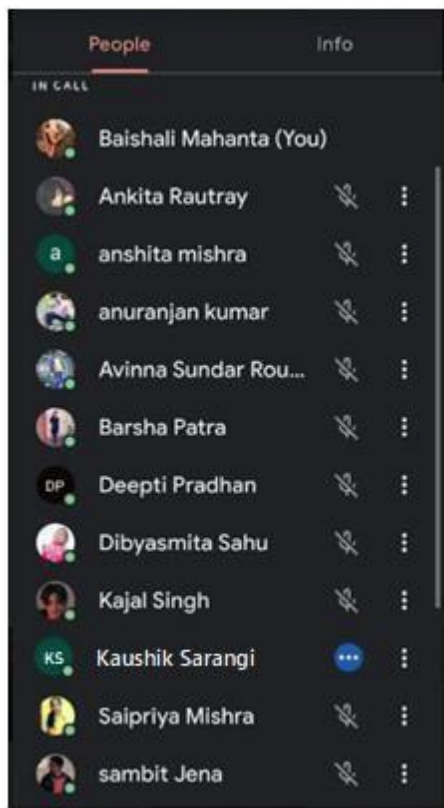 People Info
IN CALL
Baishali Mahanta (You)
Ankita Rautray
a anshita mishra
anuranjan kumar
Avinna Sundar Rou...
Barsha Patra
DP Deepti Pradhan
Dibyasmita Sahu
Kajal Singh
KS Kaushik Sarangi
Saipriya Mishra
sambit Jena